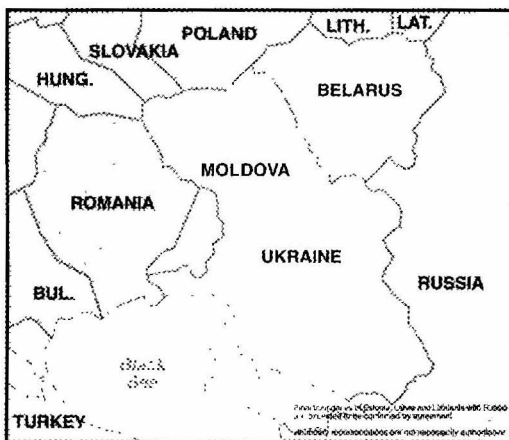 POLAND
LITH.
LAT.
SLOVAKIA
HUNG.
BELARUS
MOLDOVA
ROMANIA
UKRAINE
RUSSIA
BUL.
Black
Sea
TURKEY